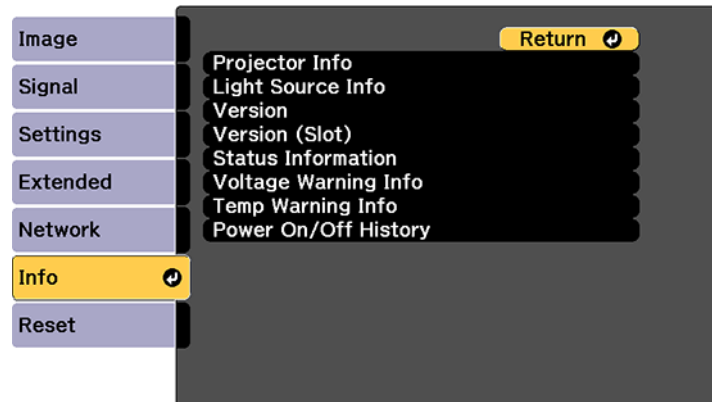 Image
Signal
Settings
Extended
Network
Info
Reset
Return
Projector Info
Light Source Info
Version
Version (Slot)
Status Information
Voltage Warning Info
Temp Warning Info
Power On/Off History